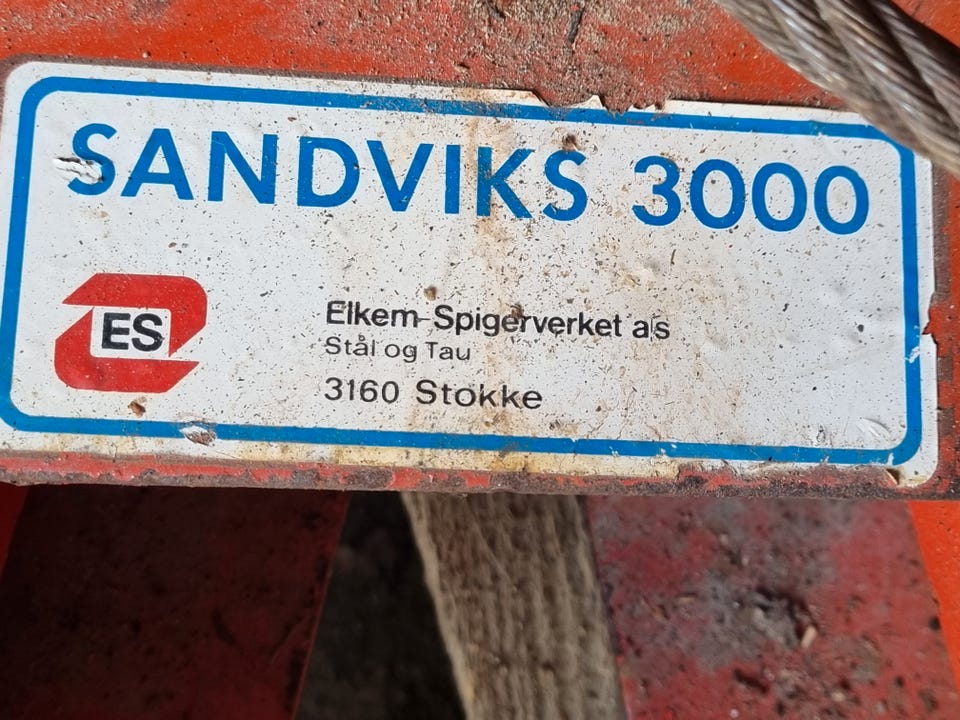 SANDVIKS 3000
ES
Elkem-Spigerverket a/s
Stål og Tau
3160 Stokke